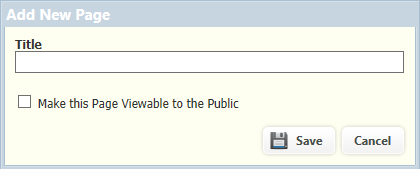 Add New Page
Title
Make this Page Viewable to the Public
Save Cancel